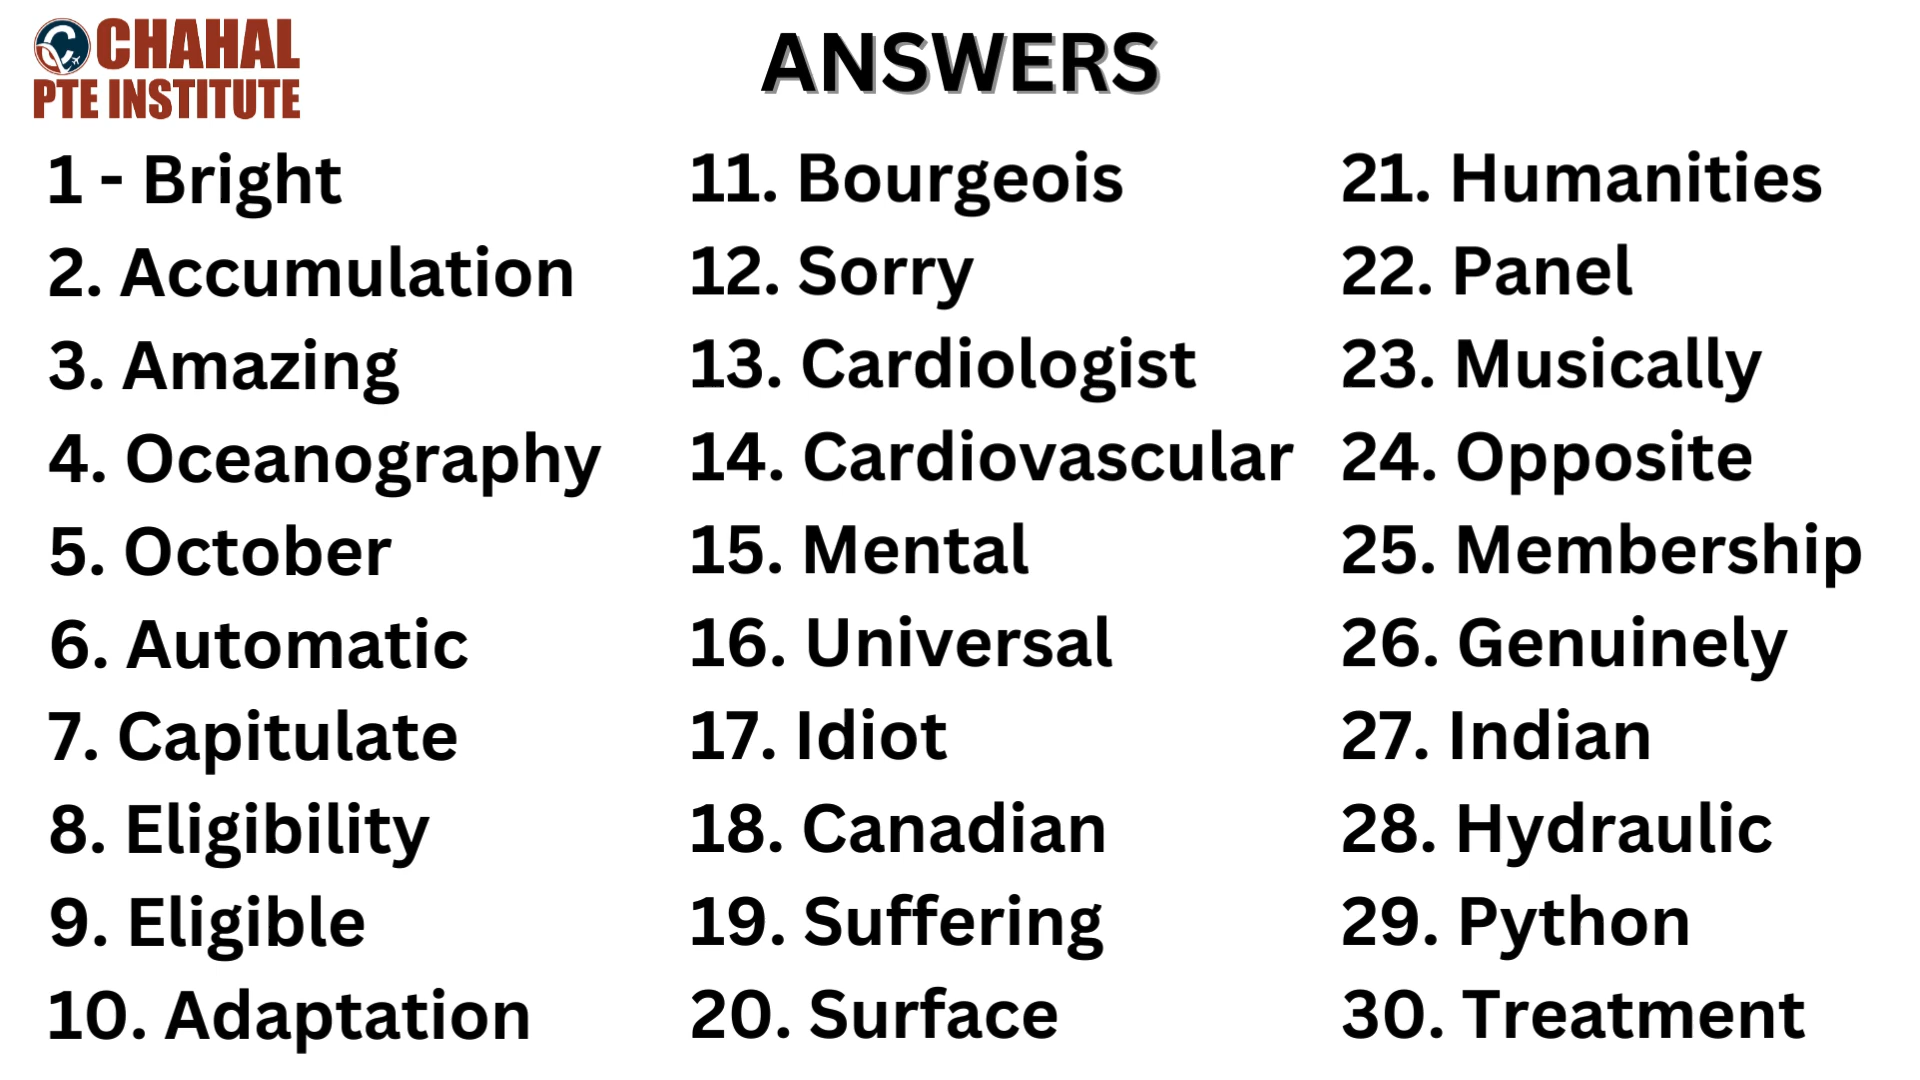 CHAHAL
PTE INSTITUTE
ANSWERS
1 - Bright
2. Accumulation
3. Amazing
4. Oceanography
5. October
6. Automatic
7. Capitulate
8. Eligibility
9. Eligible
10. Adaptation
11. Bourgeois
12. Sorry
13. Cardiologist
14. Cardiovascular
15. Mental
16. Universal
17. Idiot
18. Canadian
19. Suffering
20. Surface
21. Humanities
22. Panel
23. Musically
24. Opposite
25. Membership
26. Genuinely
27. Indian
28. Hydraulic
29. Python
30. Treatment